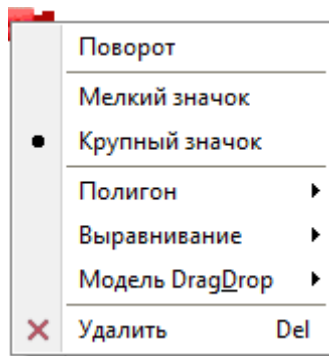 Поворот
Мелкий значок
Крупный значок
Полигон
Выравнивание
Модель DragDrop
Удалить Del